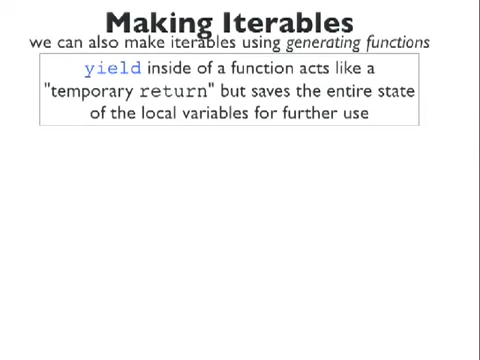 Making Iterables
we can also make iterables using generating functions
yield inside of a function acts like a
"temporary return" but saves the entire state
of the local variables for further use